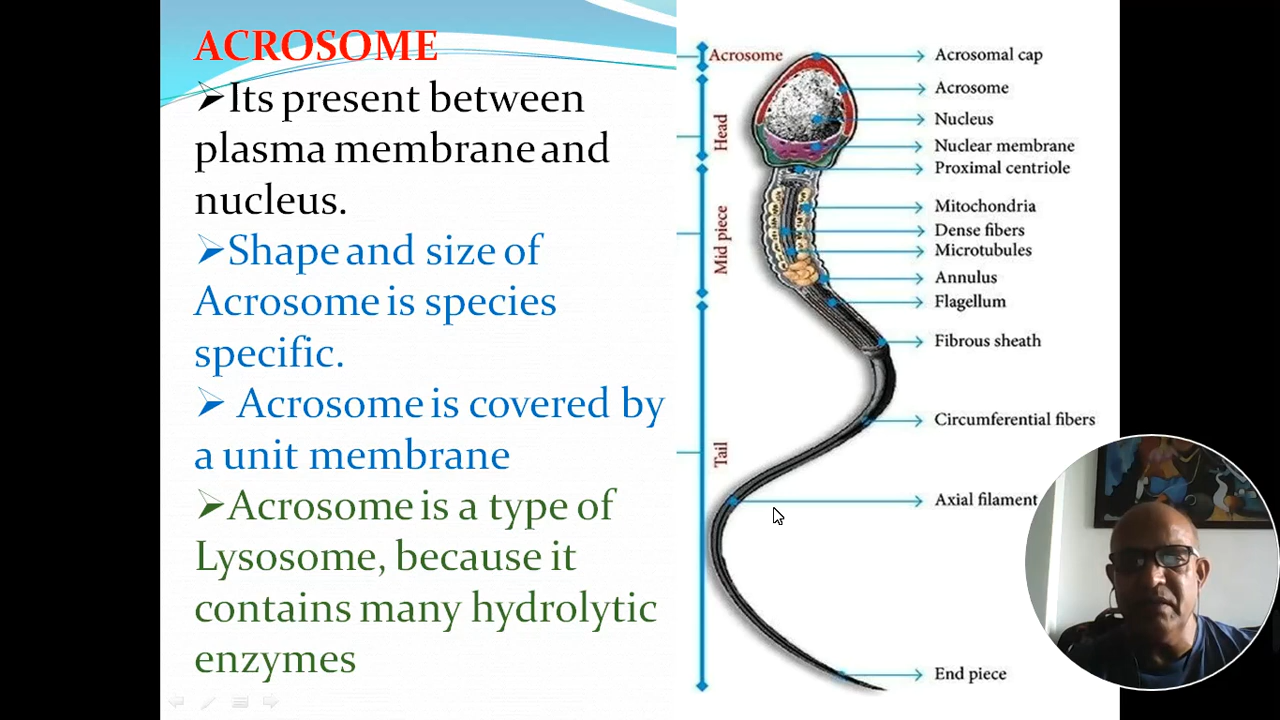 ACROSOME
➢Its present between
plasma membrane and
nucleus.
➢Shape and size of
Acrosome is species
specific.
➢ Acrosome is covered by
a unit membrane
➢Acrosome is a type of
Lysosome, because it
contains many hydrolytic
enzymes
Acrosome
Head
Mid piece
Tail
Acrosomal cap
Acrosome
Nucleus
Nuclear membrane
Proximal centriole
Mitochondria
Dense fibers
Microtubules
Annulus
Flagellum
Fibrous sheath
Circumferential fibers
Axial filament
End piece